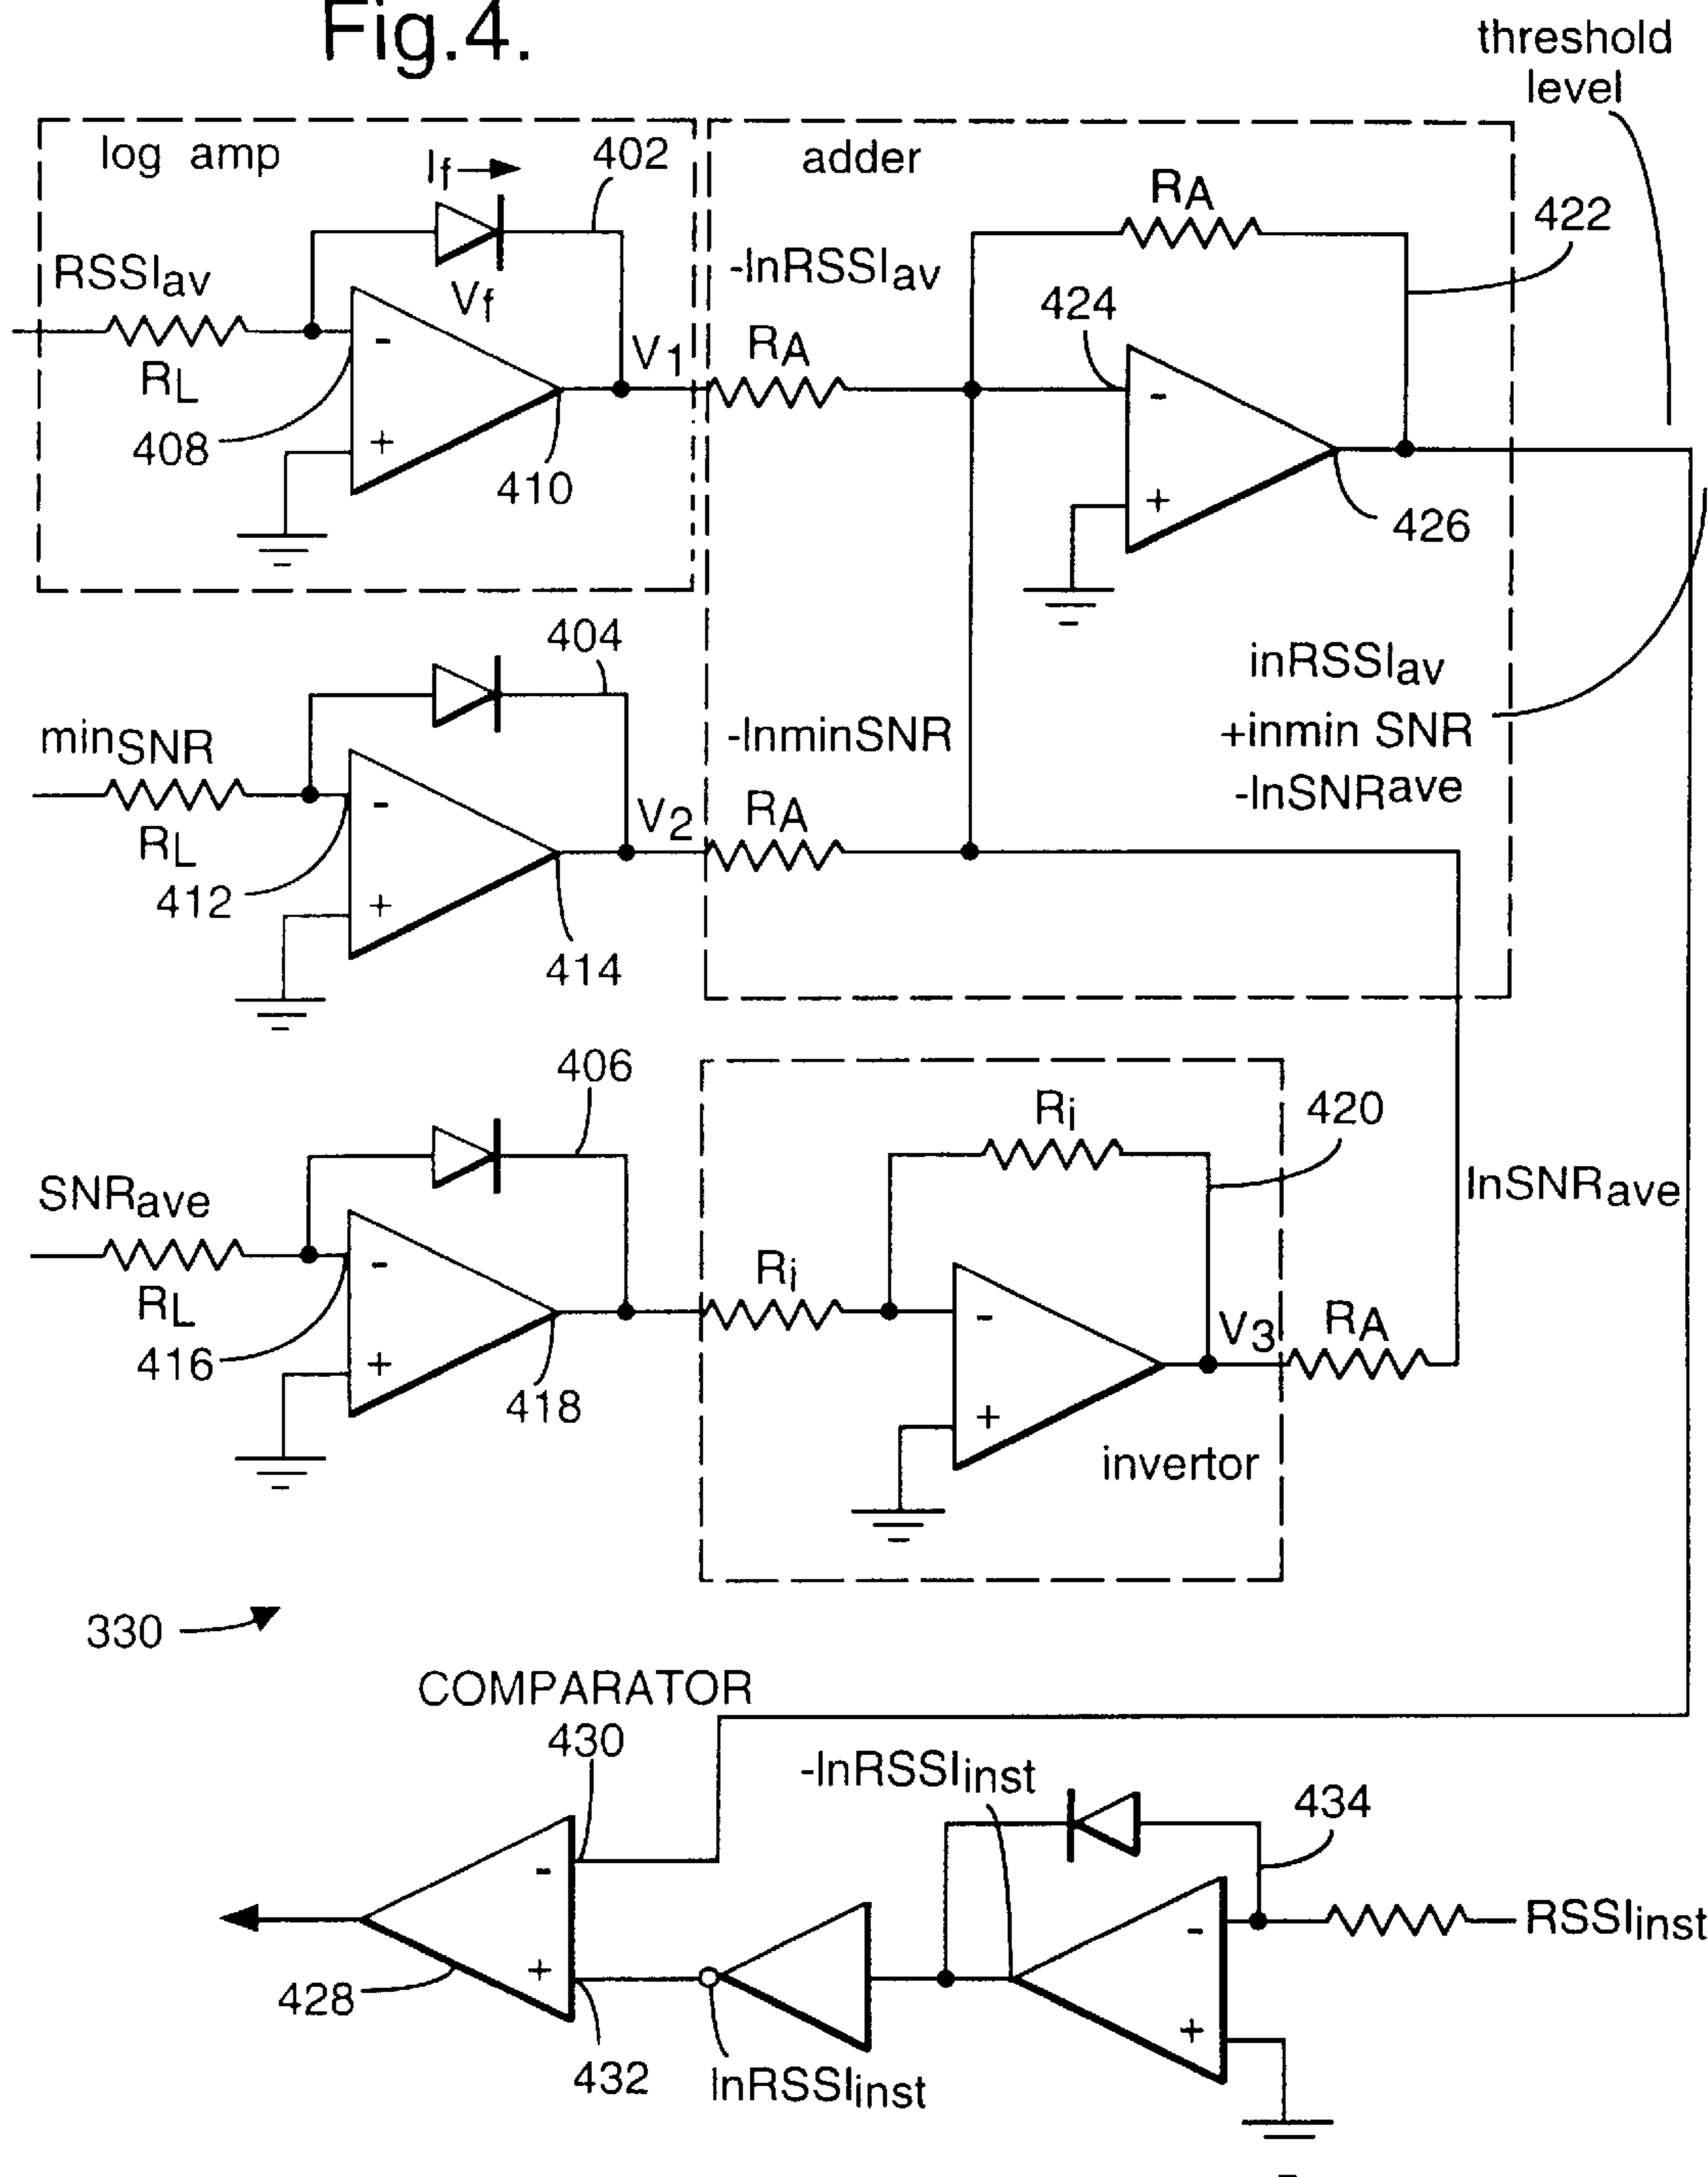 Fig.4.
threshold
level
log amp
If
402
adder
RA
422
RSSIav
Vf
-lnRSSIav
424
RL
V1
RA
-
-
408
+
410
+
426
404
inRSSIav
+inmin SNR
-lnSNRave
minSNR
-lnminSNR
RL
-
V2
RA
412
+
414
406
Ri
420
SNRave
lnSNRave
RL
-
Ri
-
V3
RA
416
+
418
+
invertor
330
COMPARATOR
430
-lnRSSIinst
434
-
-
RSSIinst
428
+
+
432
lnRSSIinst